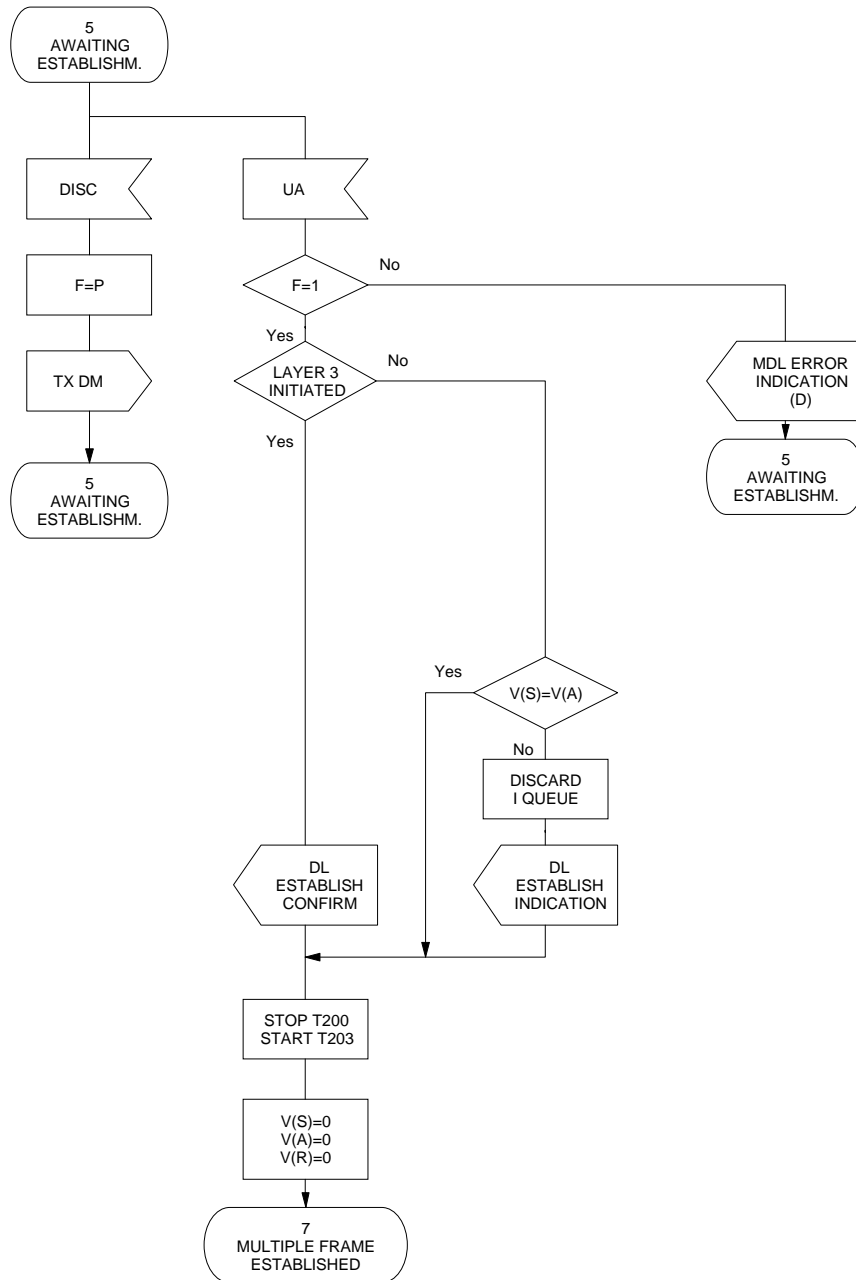 5
AWAITING
ESTABLISHM.
DISC
UA
F=P
F=1
No
Yes
TX DM
LAYER 3
INITIATED
No
MDL ERROR
INDICATION
(D)
Yes
5
AWAITING
ESTABLISHM.
5
AWAITING
ESTABLISHM.
Yes
V(S)=V(A)
No
DISCARD
I QUEUE
DL
ESTABLISH
CONFIRM
DL
ESTABLISH
INDICATION
STOP T200
START T203
V(S)=0
V(A)=0
V(R)=0
7
MULTIPLE FRAME
ESTABLISHED